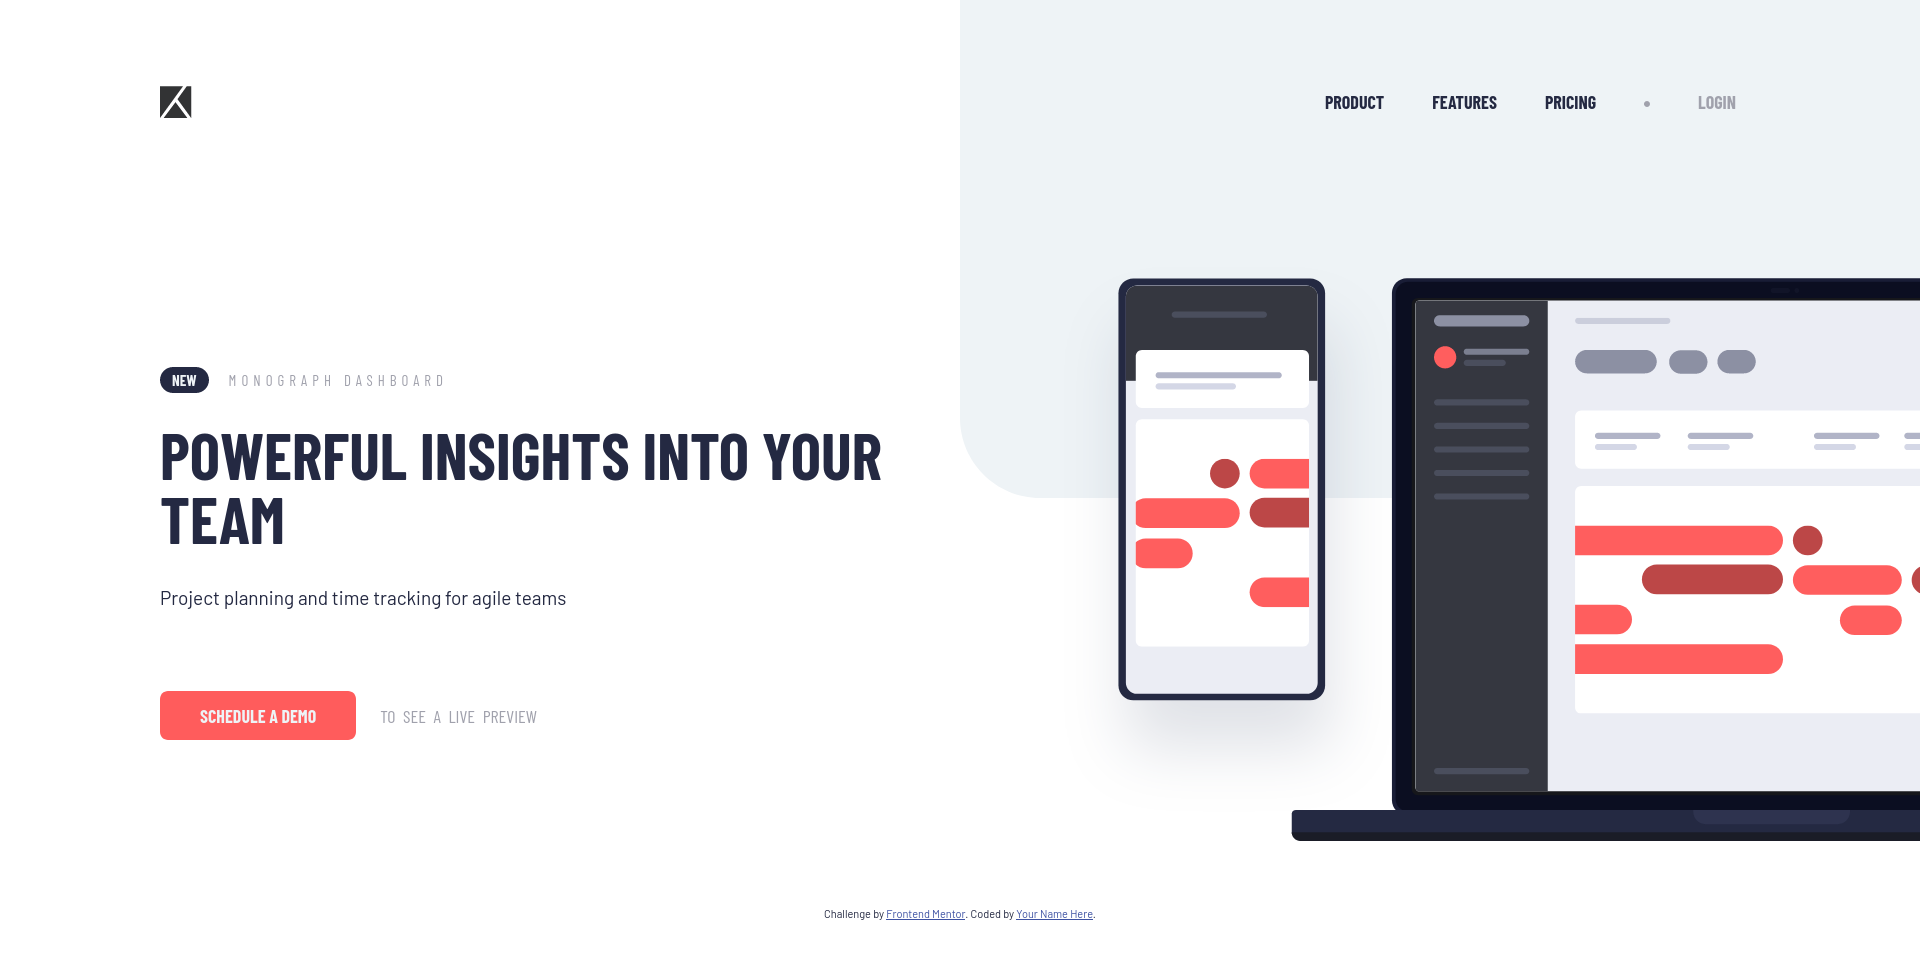 PRODUCT FEATURES PRICING • LOGIN
NEW MONOGRAPH DASHBOARD
POWERFUL INSIGHTS INTO YOUR
TEAM
Project planning and time tracking for agile teams
SCHEDULE A DEMO TO SEE A LIVE PREVIEW
Challenge by Frontend Mentor. Coded by Your Name Here.